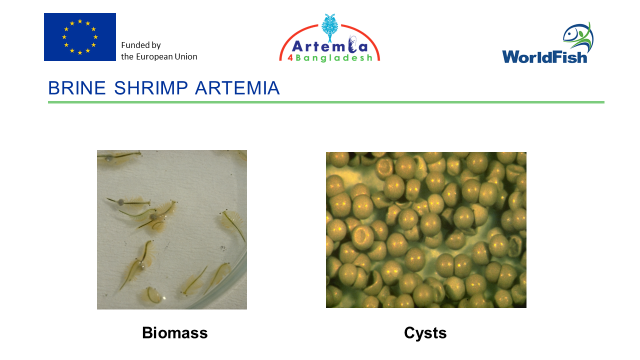 Funded by
the European Union
Artemia
4Bangladesh
WorldFish
BRINE SHRIMP ARTEMIA
Biomass
Cysts